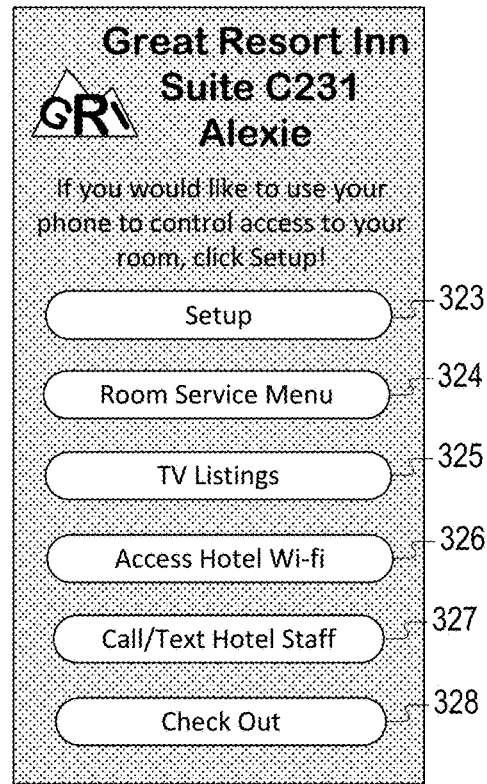 Great Resort Inn
Suite C231
GRI
Alexie
If you would like to use your
phone to control access to your
room, click Setup!
Setup
323
Room Service Menu
324
TV Listings
325
Access Hotel Wi-fi
326
Call/Text Hotel Staff
327
Check Out
328